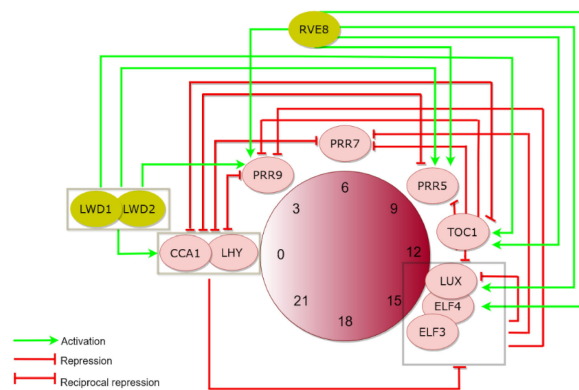 RVE8
PRR7
PRR9
PRR5
LWD1
LWD2
TOC1
CCA1
LHY
LUX
ELF4
ELF3
0
3
6
9
12
15
18
21
Activation
Repression
Reciprocal repression